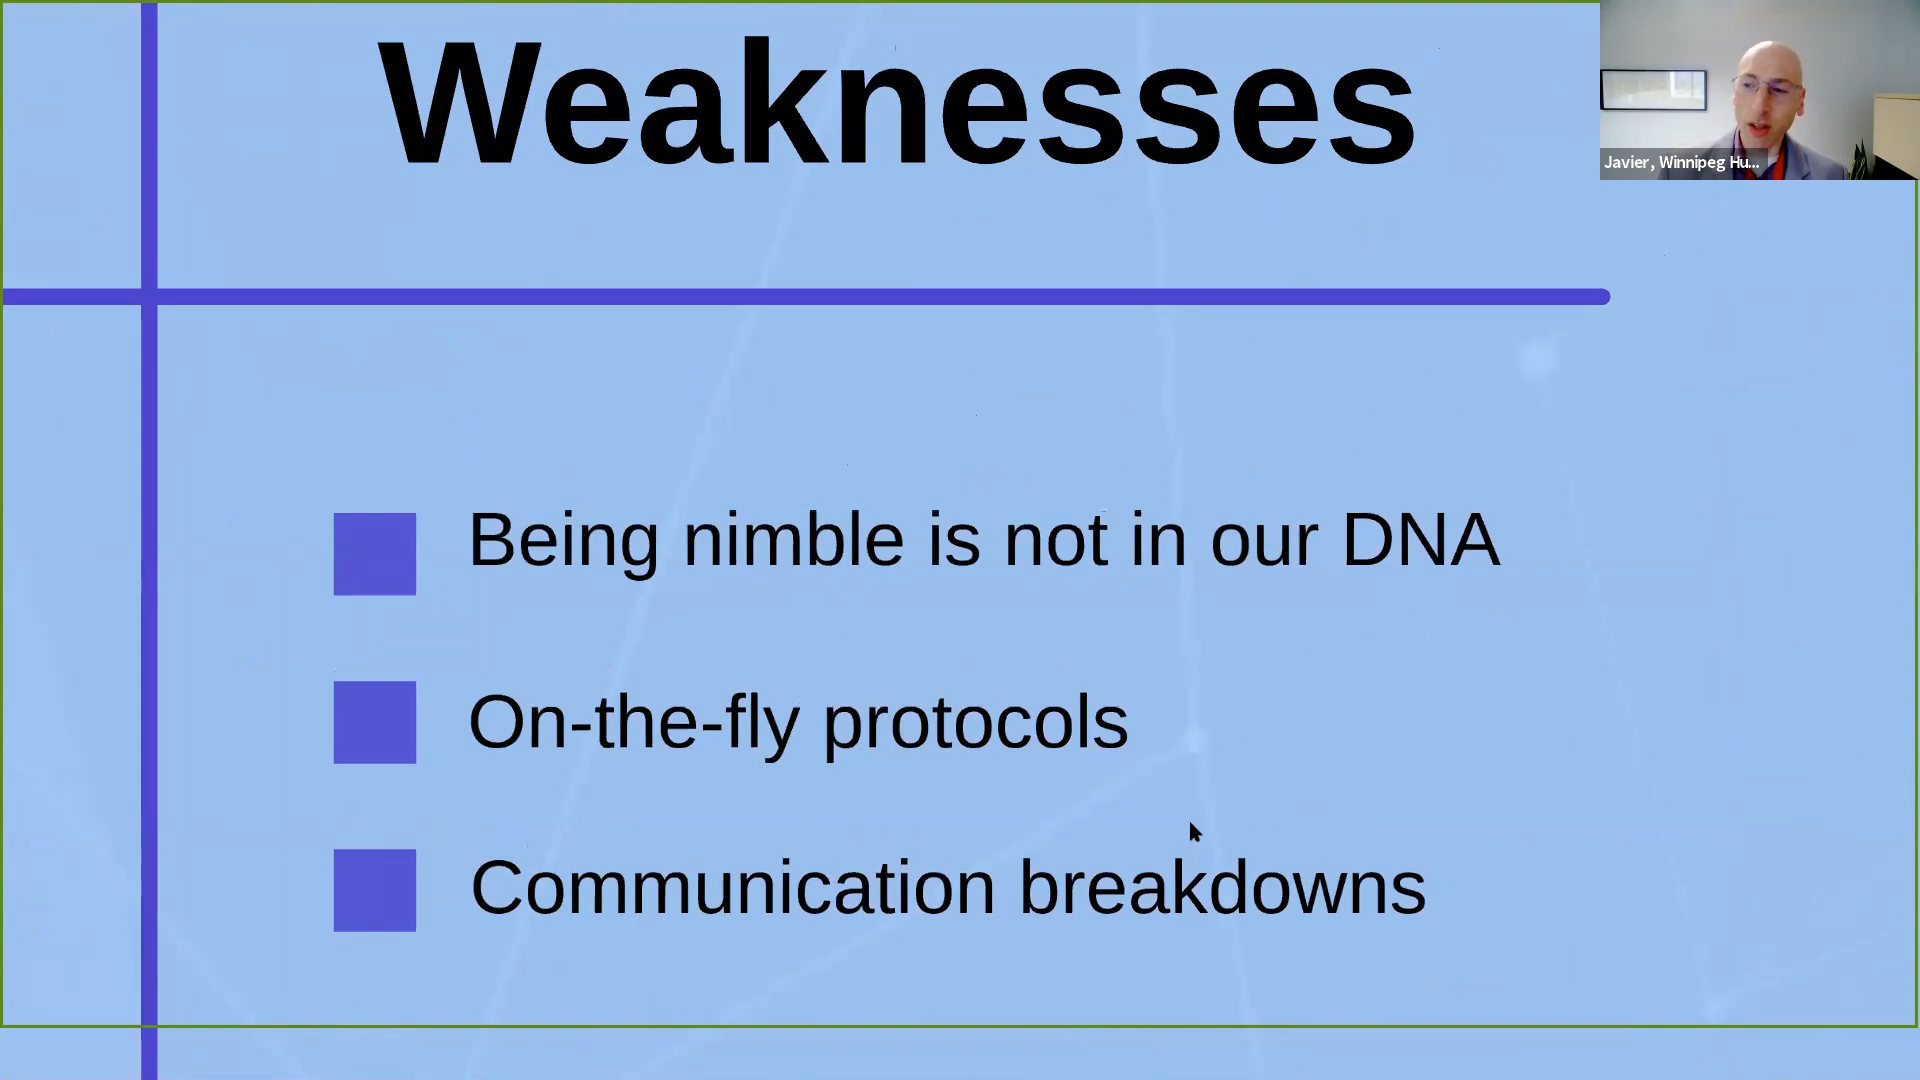 Weaknesses
Javier, Winnipeg Hu...
Being nimble is not in our DNA
On-the-fly protocols
Communication breakdowns